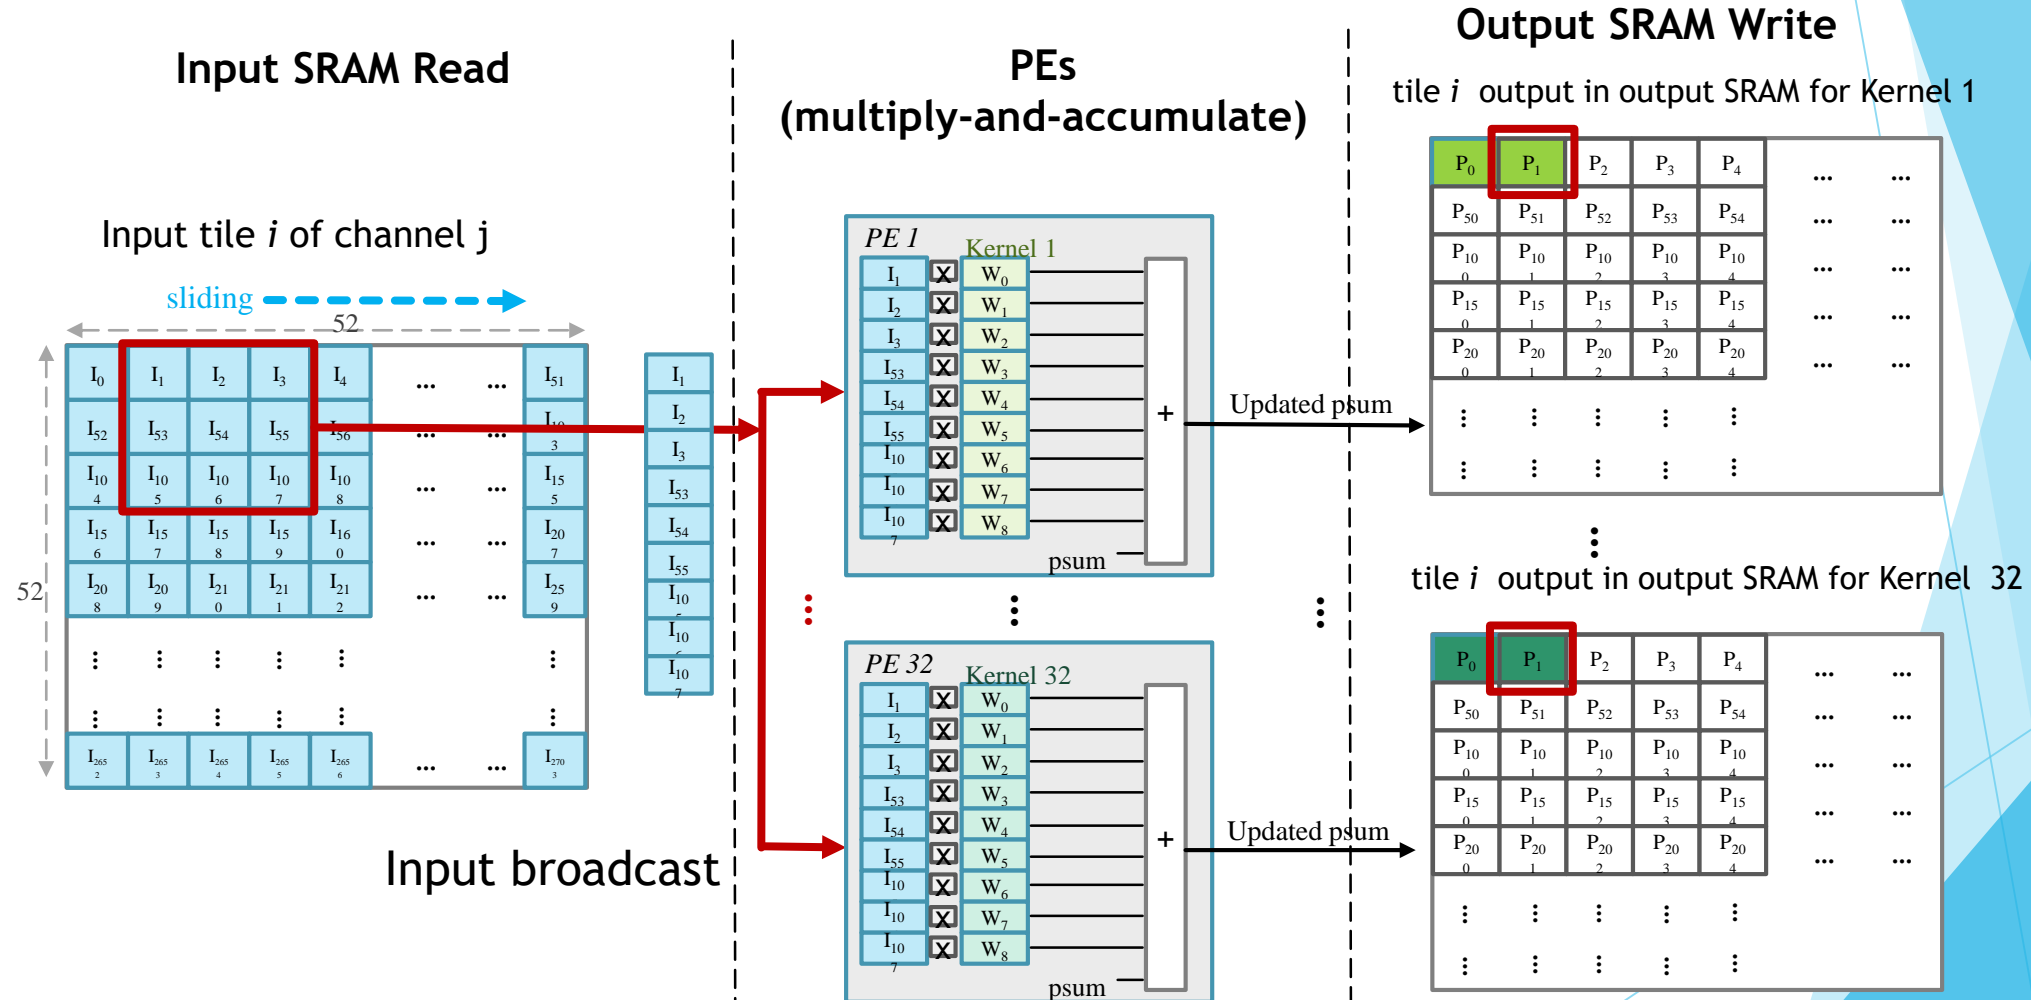 Input SRAM Read
PEs
(multiply-and-accumulate)
Output SRAM Write
tile i output in output SRAM for Kernel 1
Input tile i of channel j
sliding
52
52
I0 I1 I2 I3 I4 ... ... I51
I52 I53 I54 I55 I56 ... ... I103
I104 I105 I106 I107 I108 ... ... I155
I156 I157 I158 I159 I160 ... ... I207
I208 I209 I210 I211 I212 ... ... I259
I2652 I2653 I2654 I2655 I2656 ... ... I2703
I1
I2
I3
I53
I54
I55
I105
I106
I107
Input broadcast
PE 1
Kernel 1
I1 X W0
I2 X W1
I3 X W2
I53 X W3
I54 X W4
I55 X W5
I10 X W6
I10 X W7
I107 X W8
+
psum
Updated psum
PE 32
Kernel 32
I1 X W0
I2 X W1
I3 X W2
I53 X W3
I54 X W4
I55 X W5
I10 X W6
I10 X W7
I107 X W8
+
psum
Updated psum
P0 P1 P2 P3 P4 ... ...
P50 P51 P52 P53 P54 ... ...
P100 P101 P102 P103 P104 ... ...
P150 P151 P152 P153 P154 ... ...
P200 P201 P202 P203 P204 ... ...
tile i output in output SRAM for Kernel 32
P0 P1 P2 P3 P4 ... ...
P50 P51 P52 P53 P54 ... ...
P100 P101 P102 P103 P104 ... ...
P150 P151 P152 P153 P154 ... ...
P200 P201 P202 P203 P204 ... ...